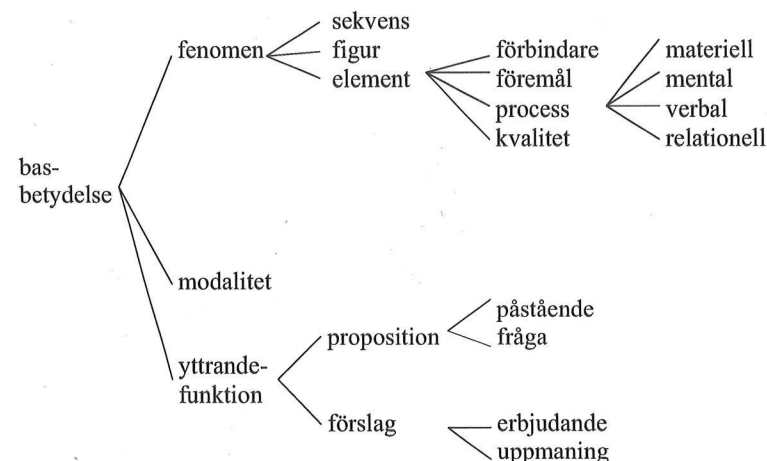 sekvens
fenomen
figur
element
förbindare
föremål
process
kvalitet
materiell
mental
verbal
relationell
bas-
betydelse
modalitet
yttrande-
funktion
proposition
påstående
fråga
förslag
erbjudande
uppmaning